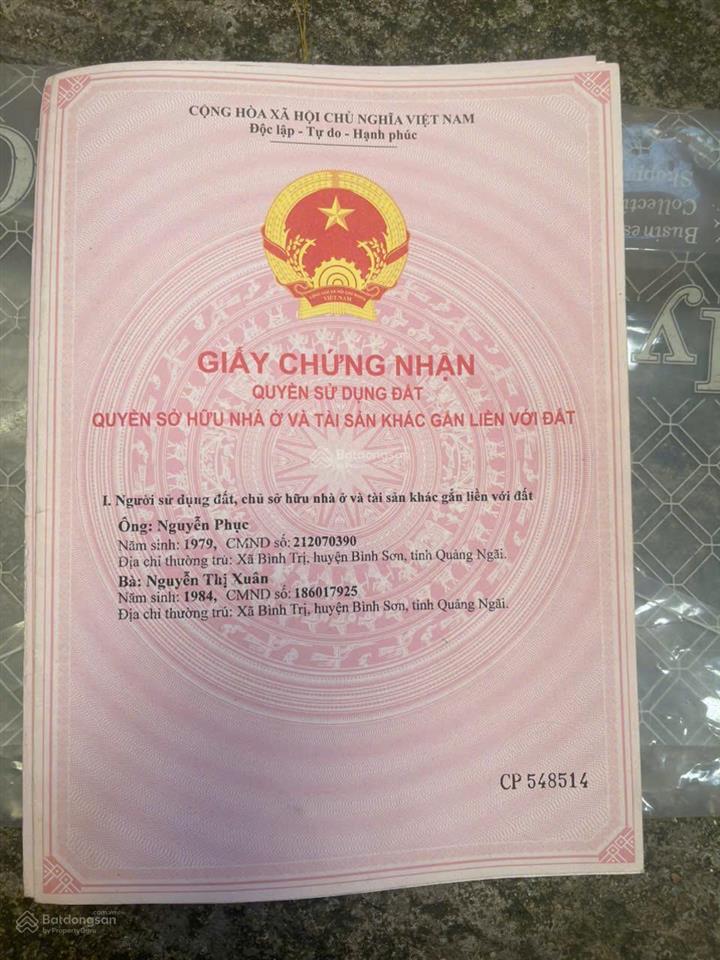 CỘNG HÒA XÃ HỘI CHỦ NGHĨA VIỆT NAM
Độc lập - Tự do - Hạnh phúc
VIỆT NAM
GIẤY CHỨNG NHẬN
QUYỀN SỬ DỤNG ĐẤT
QUYỀN SỞ HỮU NHÀ Ở VÀ TÀI SẢN KHÁC GẮN LIỀN VỚI ĐẤT
Batdongsan
I. Người sử dụng đất, chủ sở hữu nhà ở và tài sản khác gắn liền với đất
Ông: Nguyễn Phục
Năm sinh: 1979, CMND số: 212070390
Địa chỉ thường trú: Xã Bình Trị, huyện Bình Sơn, tỉnh Quảng Ngãi.
Bà: Nguyễn Thị Xuân
Năm sinh: 1984, CMND số: 186017925
Địa chỉ thường trú: Xã Bình Trị, huyện Bình Sơn, tỉnh Quảng Ngãi.
CP 548514
Batdongsan
by PropertyGuru